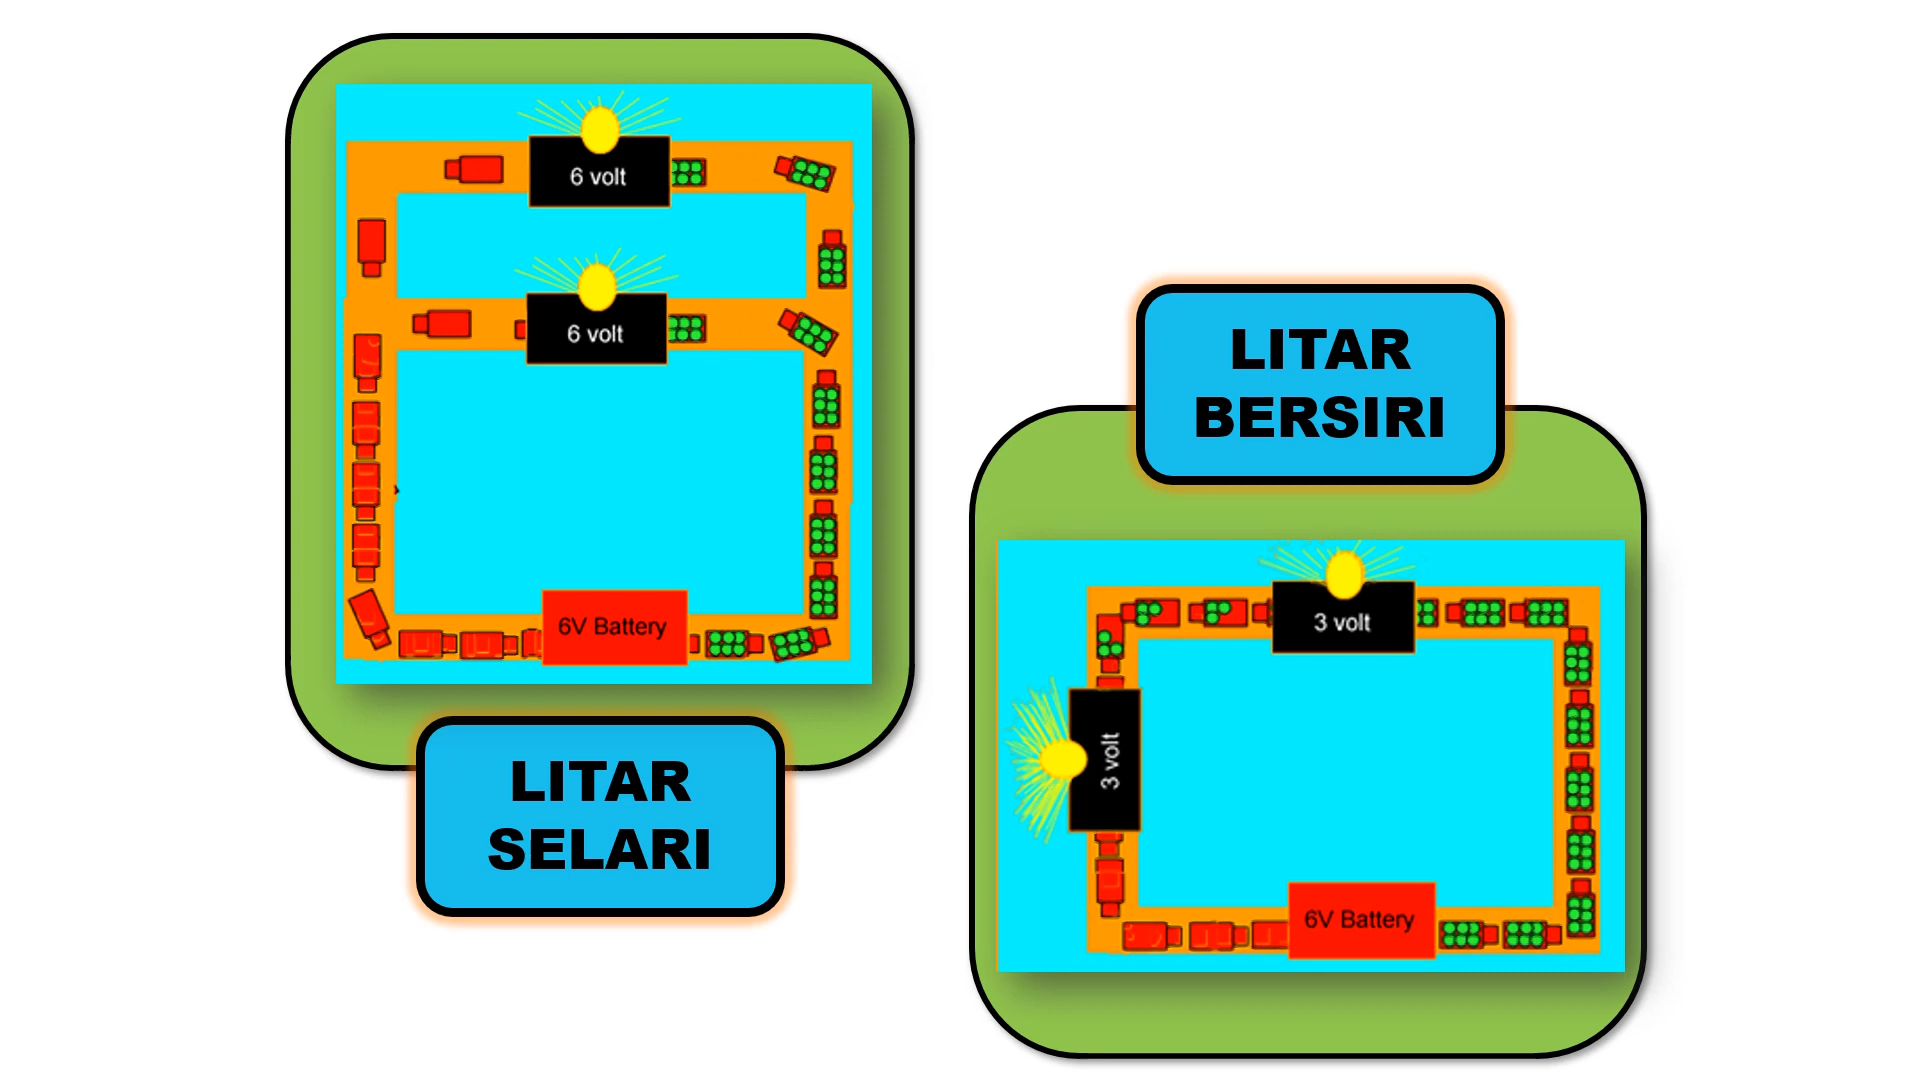 6 volt
6 volt
6V Battery
LITAR
SELARI
LITAR
BERSIRI
3 volt
3 volt
6V Battery